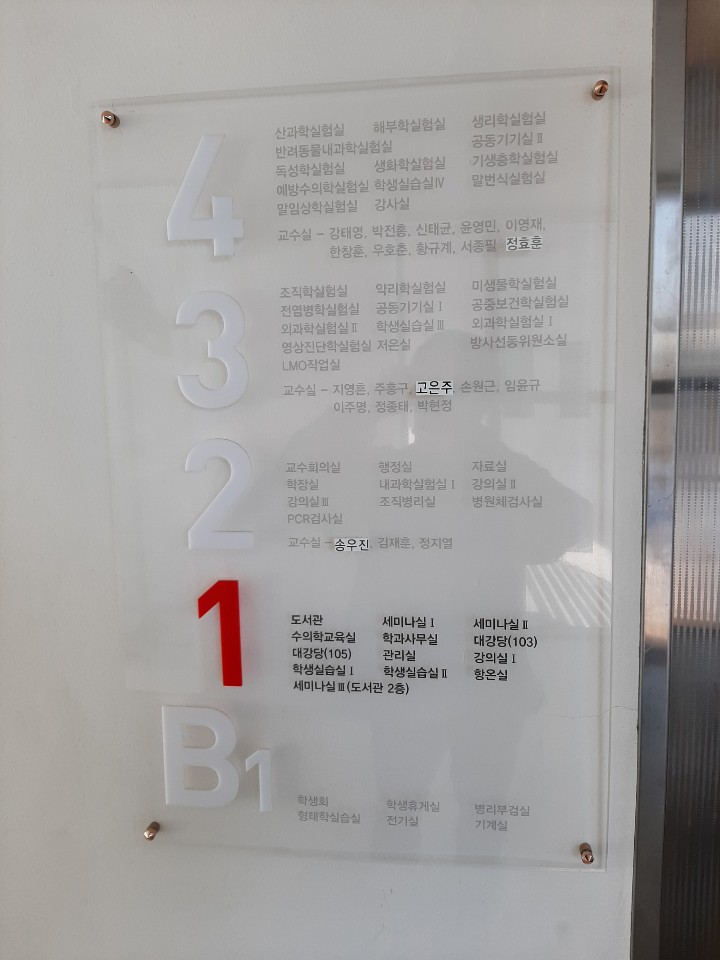 4
산과학실험실 해부학실험실 생리학실험실
반려동물내과학실험실 공동기기실 Ⅱ
독성학실험실 생화학실험실 기생충학실험실
예방수의학실험실 학생실습실Ⅳ 말번식실험실
말임상학실험실 강사실
교수실 - 강태영, 박전홍, 신태균, 윤영민, 이영재,
한창훈, 우호춘, 황규계, 서종필 정효훈
3
조직학실험실 약리학실험실 미생물학실험실
전염병학실험실 공동기기실 Ⅰ 공중보건학실험실
외과학실험실Ⅱ 학생실습실Ⅲ 외과학실험실 Ⅰ
영상진단학실험실 저온실 방사선동위원소실
LMO작업실
교수실 - 지영흔, 주홍구, 고은주 손원근, 임윤규
이주명, 정종태, 박현정
2
교수회의실 행정실 자료실
학장실 내과학실험실 Ⅰ 강의실Ⅱ
강의실Ⅲ 조직병리실 병원체검사실
PCR검사실
교수실 - 송우진, 김재훈, 정지열
1
도서관 세미나실 Ⅰ 세미나실 Ⅱ
수의학교육실 학과사무실 대강당(103)
대강당(105) 관리실 강의실 Ⅰ
학생실습실 Ⅰ 학생실습실Ⅱ 항온실
세미나실Ⅲ(도서관 2층)
B1
학생회 학생휴게실 병리부검실
형태학실습실 전기실 기계실